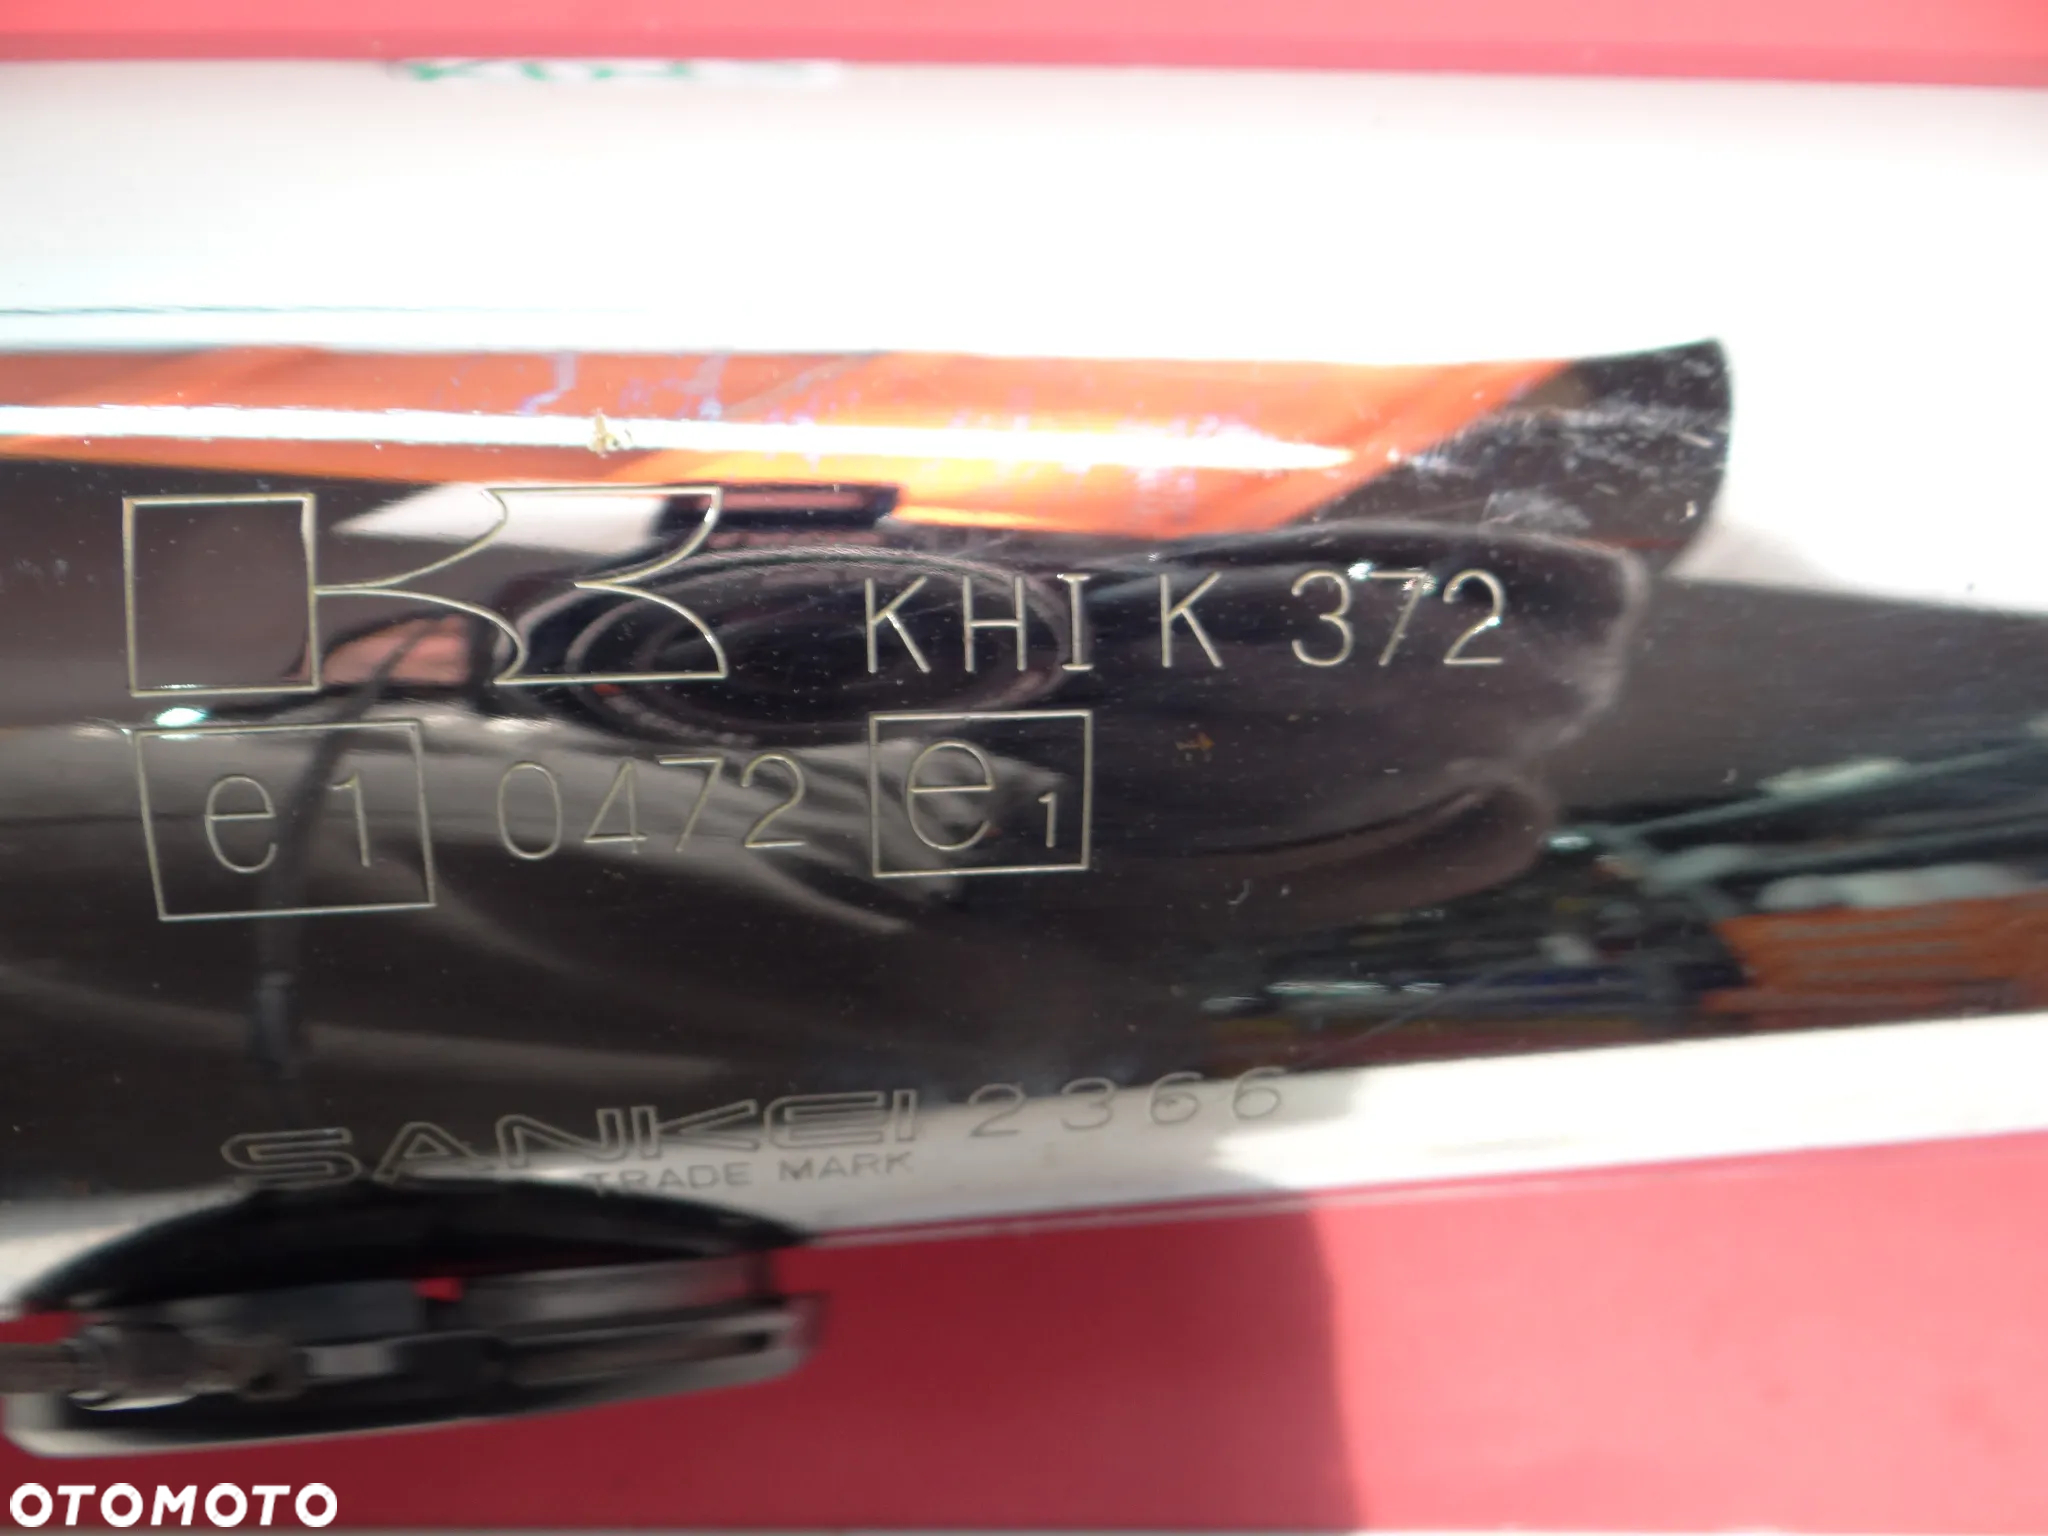 KHI K 372
e1 0472 e1
SANKEI 2366
TRADE MARK
OTOMOTO